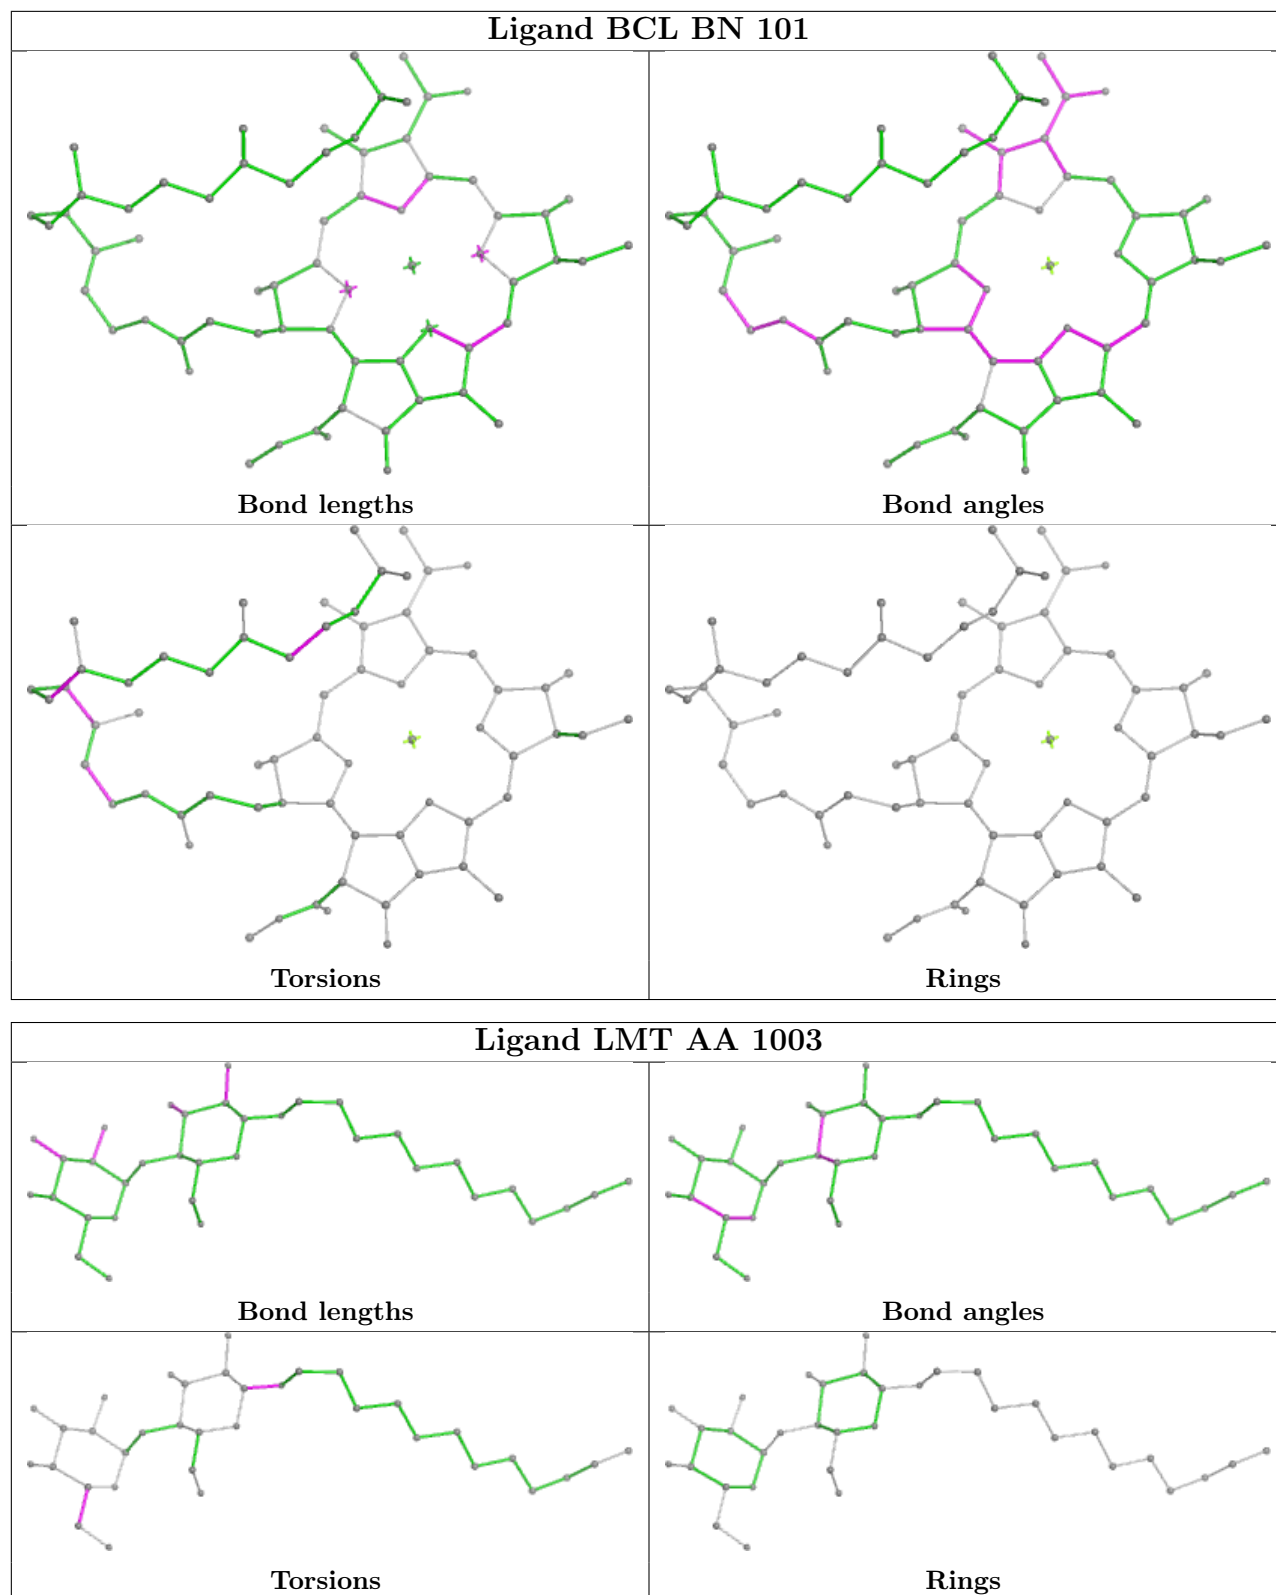 Ligand BCL BN 101
Bond lengths
Bond angles
Torsions
Rings
Ligand LMT AA 1003
Bond lengths
Bond angles
Torsions
Rings